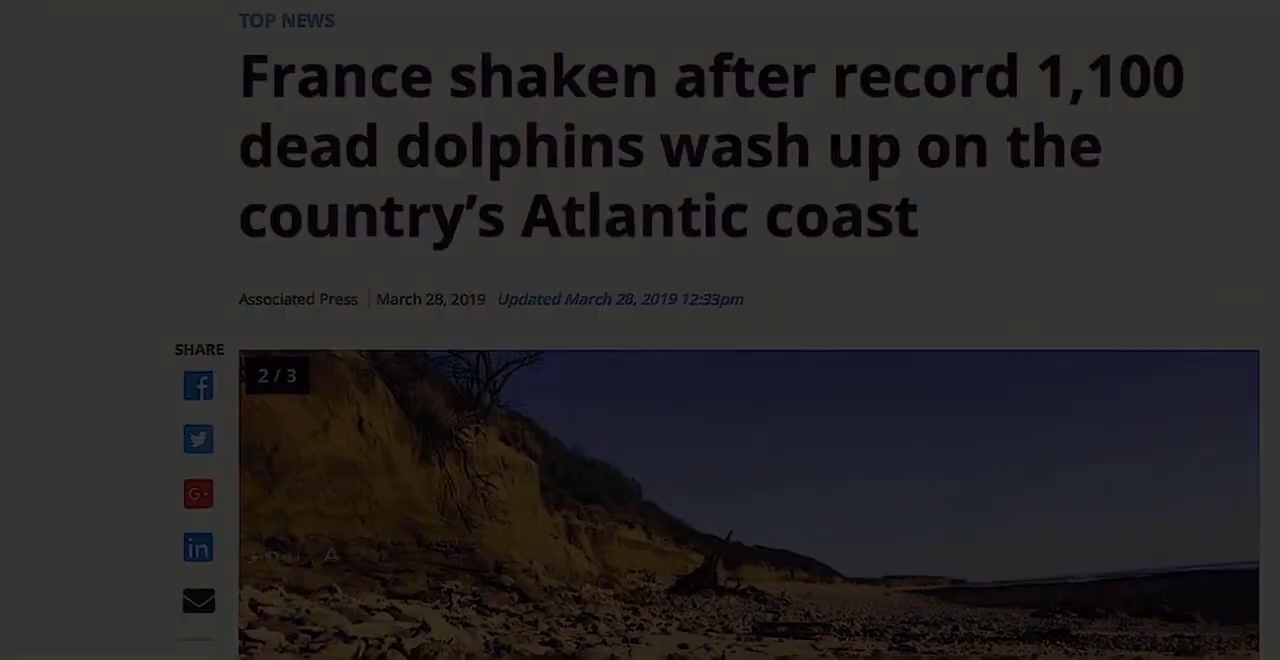 TOP NEWS
France shaken after record 1,100
dead dolphins wash up on the
country’s Atlantic coast
Associated Press | March 28, 2019 Updated March 28, 2019 12:33pm
SHARE
2 / 3
G+
in